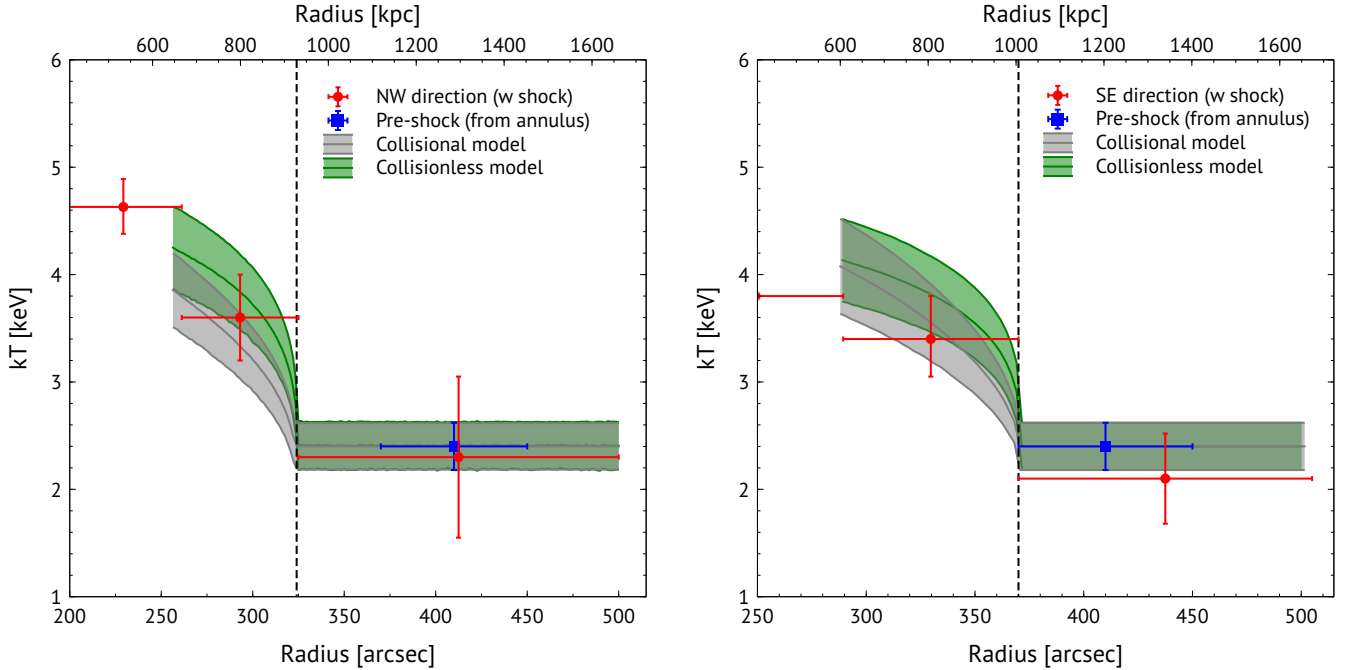 Radius [kpc]
600 800 1000 1200 1400 1600
6
5
4
3
2
1
kT [keV]
NW direction (w shock)
Pre-shock (from annulus)
Collisional model
Collisionless model
200 250 300 350 400 450 500
Radius [arcsec]
Radius [kpc]
600 800 1000 1200 1400 1600
6
5
4
3
2
1
kT [keV]
SE direction (w shock)
Pre-shock (from annulus)
Collisional model
Collisionless model
250 300 350 400 450 500
Radius [arcsec]